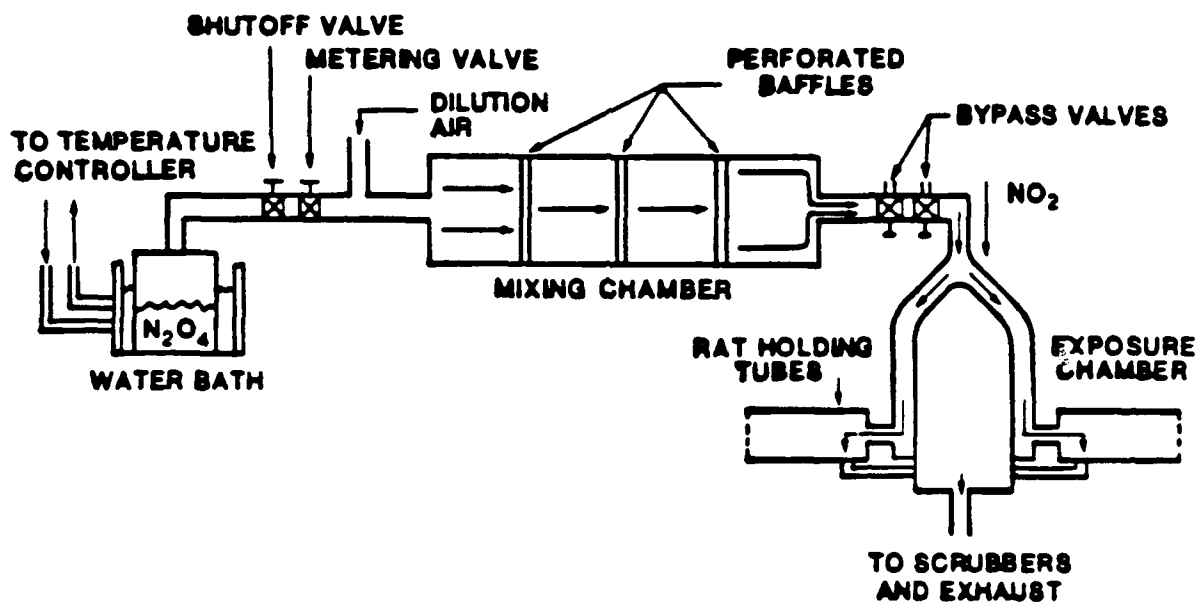 SHUTOFF VALVE
METERING VALVE
DILUTION
AIR
PERFORATED
BAFFLES
BYPASS VALVES
TO TEMPERATURE
CONTROLLER
NO₂
MIXING CHAMBER
N₂O₄
WATER BATH
RAT HOLDING
TUBES
EXPOSURE
CHAMBER
TO SCRUBBERS
AND EXHAUST